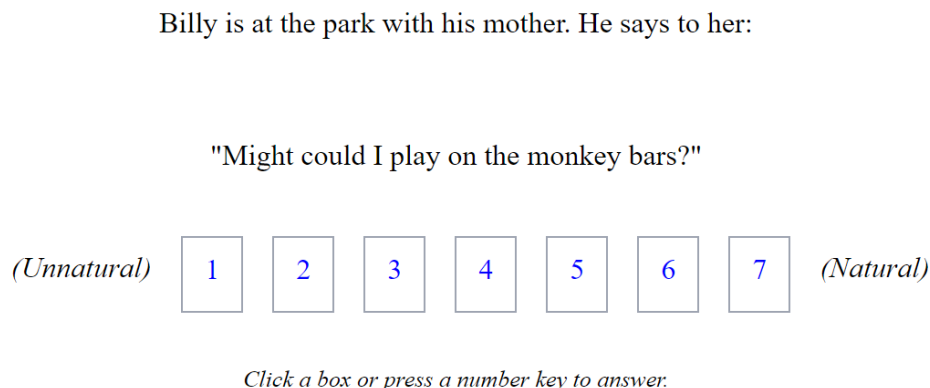 Billy is at the park with his mother. He says to her:
"Might could I play on the monkey bars?"
(Unnatural) 1 2 3 4 5 6 7 (Natural)
Click a box or press a number key to answer.